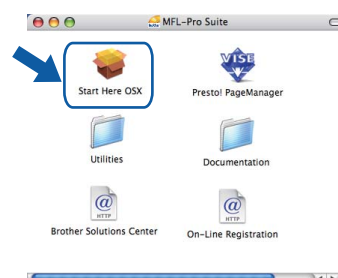 MFL-Pro Suite
VISE
Start Here OSX
Presto! PageManager
Utilities
Documentation
@
HTTP
@
HTTP
Brother Solutions Center
On-Line Registration